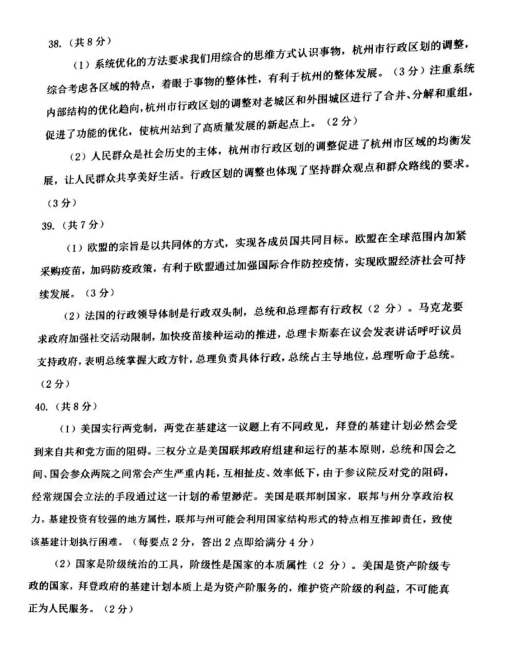 38.（共 8 分）
（1）系统优化的方法要求我们用综合的思维方式认识事物，杭州市行政区划的调整，
综合考虑各区域的特点，着眼于事物的整体性，有利于杭州的整体发展。（3 分）注重系统
内部结构的优化趋向，杭州市行政区划的调整对老城区和外围城区进行了合并、分解和重组，
促进了功能的优化，使杭州站到了高质量发展的新起点上。（2 分）
（2）人民群众是社会历史的主体，杭州市行政区划的调整促进了杭州市区域的均衡发
展，让人民群众共享美好生活。行政区划的调整也体现了坚持群众观点和群众路线的要求。
（3 分）
39.（共 7 分）
（1）欧盟的宗旨是以共同体的方式，实现各成员国共同目标。欧盟在全球范围内加紧
采购疫苗，加码防疫政策，有利于欧盟通过加强国际合作防控疫情，实现欧盟经济社会可持
续发展。（3 分）
（2）法国的行政领导体制是行政双头制，总统和总理都有行政权（2 分）。马克龙要
求政府加强社交活动限制，加快疫苗接种运动的推进，总理卡斯泰在议会发表讲话呼吁议员
支持政府，表明总统掌握大政方针，总理负责具体行政，总统占主导地位，总理听命于总统。
（2 分）
40.（共 8 分）
（1）美国实行两党制，两党在基建这一议题上有不同政见，拜登的基建计划必然会受
到来自共和党方面的阻碍。三权分立是美国联邦政府组建和运行的基本原则，总统和国会之
间、国会参众两院之间常会产生严重内耗，互相扯皮、效率低下，由于参议院反对党的阻碍，
经常规国会立法的手段通过这一计划的希望渺茫。美国是联邦制国家，联邦与州分享政治权
力。基建投资有较强的地方属性，联邦与州可能会利用国家结构形式的特点相互推卸责任，致使
该基建计划执行困难。（每要点 2 分，答出 2 点即给满分 4 分）
（2）国家是阶级统治的工具，阶级性是国家的本质属性（2 分）。美国是资产阶级专
政的国家，拜登政府的基建计划本质上是为资产阶服务的，维护资产阶级的利益，不可能真
正为人民服务。（2 分）